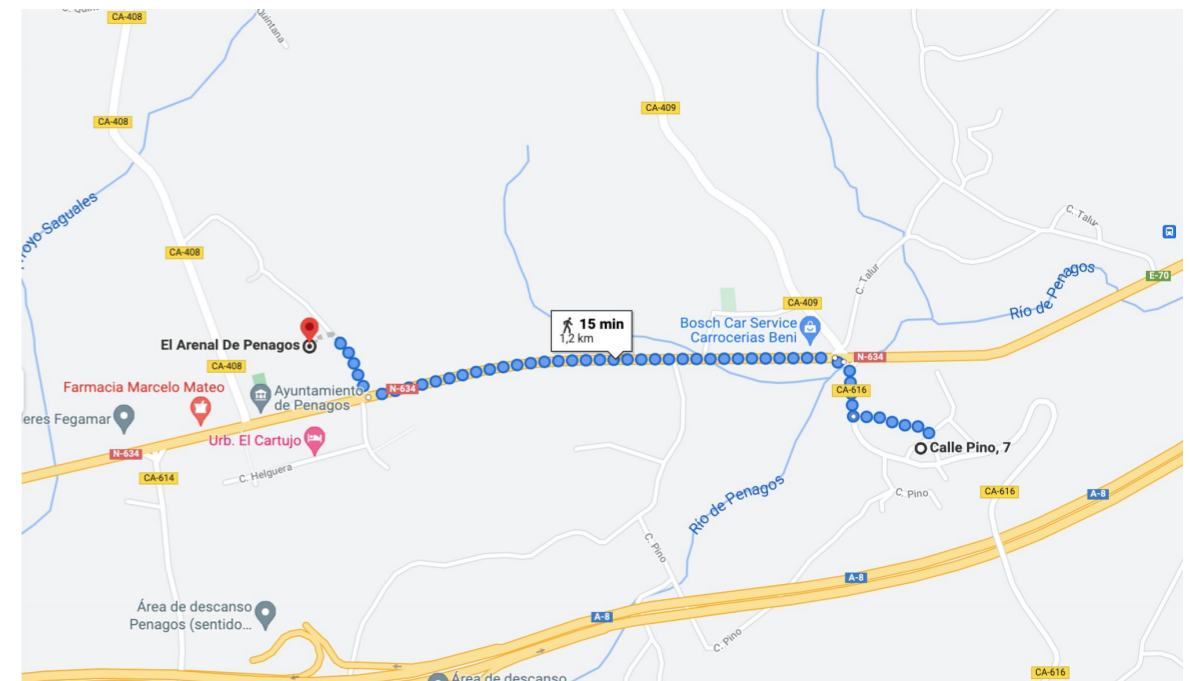 CA-408
Quintana
CA-408
CA-409
C. Talur
Arroyo Saguales
CA-408
E-70
C. Talur
Río de Penagos
CA-409
15 min
1,2 km
Bosch Car Service
Carrocerias Beni
El Arenal De Penagos
N-634
CA-408
Farmacia Marcelo Mateo
Ayuntamiento
de Penagos
N-634
CA-616
eres Fegamar
Urb. El Cartujo
Calle Pino, 7
N-634
C. Helguera
CA-614
C. Pino
CA-616
A-8
Río de Penagos
C. Pino
A-8
Área de descanso
Penagos (sentido...
A-8
C. Pino
CA-616
Área de descanso